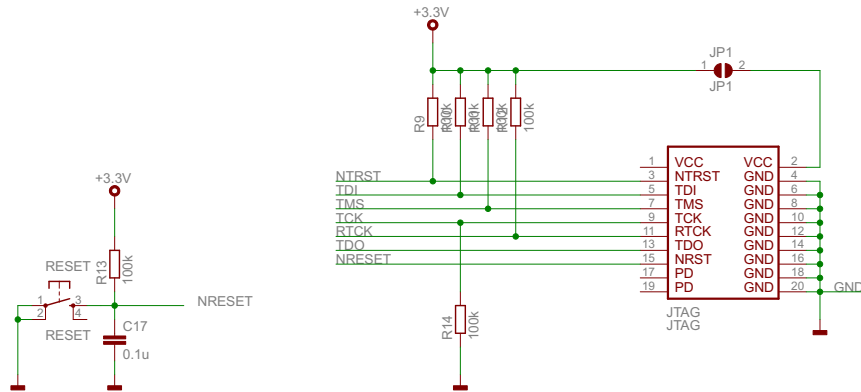 +3.3V
JP1
1 2
JP1
R9 100k R10 100k R11 100k R12 100k
1 VCC VCC 2
NTRST 3 NTRST GND 4
TDI 5 TDI GND 6
TMS 7 TMS GND 8
TCK 9 TCK GND 10
RTCK 11 RTCK GND 12
TDO 13 TDO GND 14
NRESET 15 NRST GND 16
17 PD GND 18
19 PD GND 20 GND
JTAG
JTAG
R14 100k
+3.3V
R13 100k
RESET
1 3 NRESET
2 4
RESET
C17
0.1u